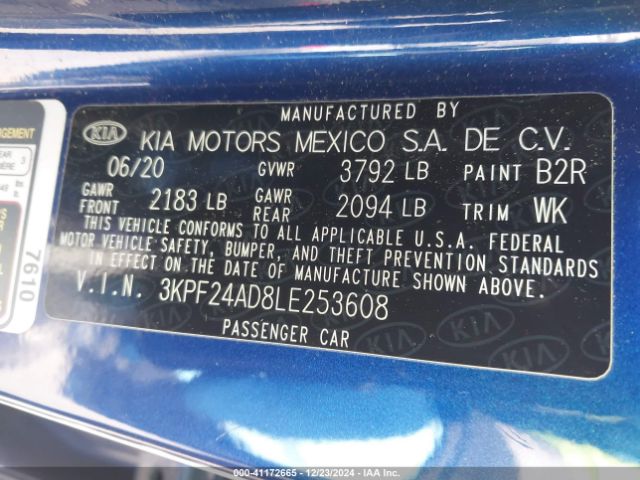 MANUFACTURED BY
KIA KIA MOTORS MEXICO S.A. DE C.V.
06/20 GVWR 3792 LB PAINT B2R
GAWR FRONT 2183 LB GAWR REAR 2094 LB TRIM WK
THIS VEHICLE CONFORMS TO ALL APPLICABLE U.S.A. FEDERAL
MOTOR VEHICLE SAFETY, BUMPER, AND THEFT PREVENTION STANDARDS
IN EFFECT ON THE DATE OF MANUFACTURE SHOWN ABOVE.
V.I.N. 3KPF24AD8LE253608
PASSENGER CAR
7610
000-41172665 - 12/23/2024 - IAA Inc.